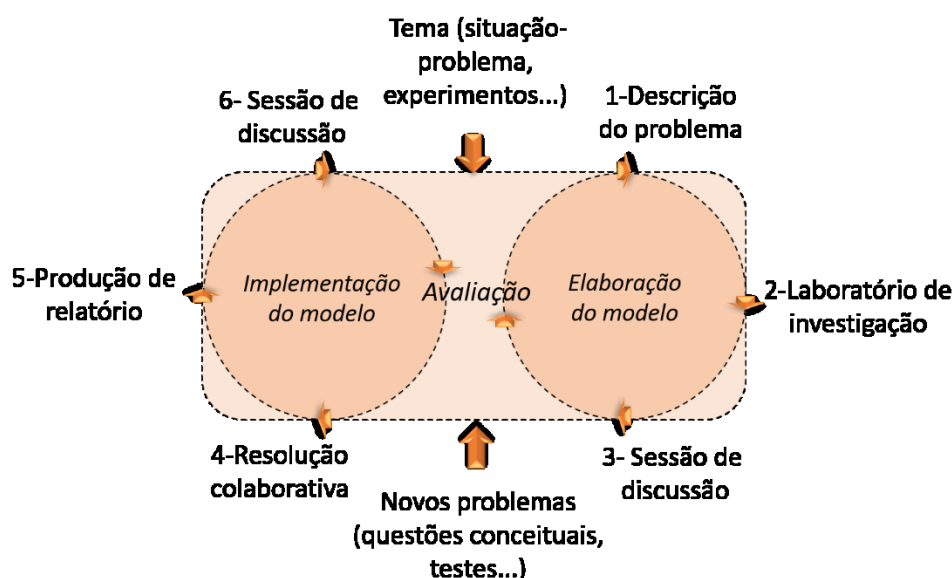 Tema (situação-
problema,
experimentos...)
6- Sessão de
discussão
1-Descrição
do problema
5-Produção de
relatório
Implementação
do modelo
Avaliação
Elaboração
do modelo
2-Laboratório de
investigação
4-Resolução
colaborativa
3- Sessão de
discussão
Novos problemas
(questões conceituais,
testes...)